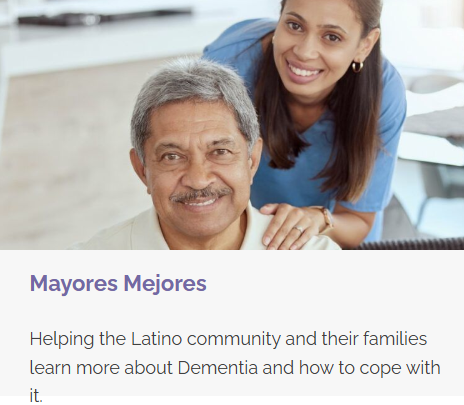 Mayores Mejores
Helping the Latino community and their families
learn more about Dementia and how to cope with
it.